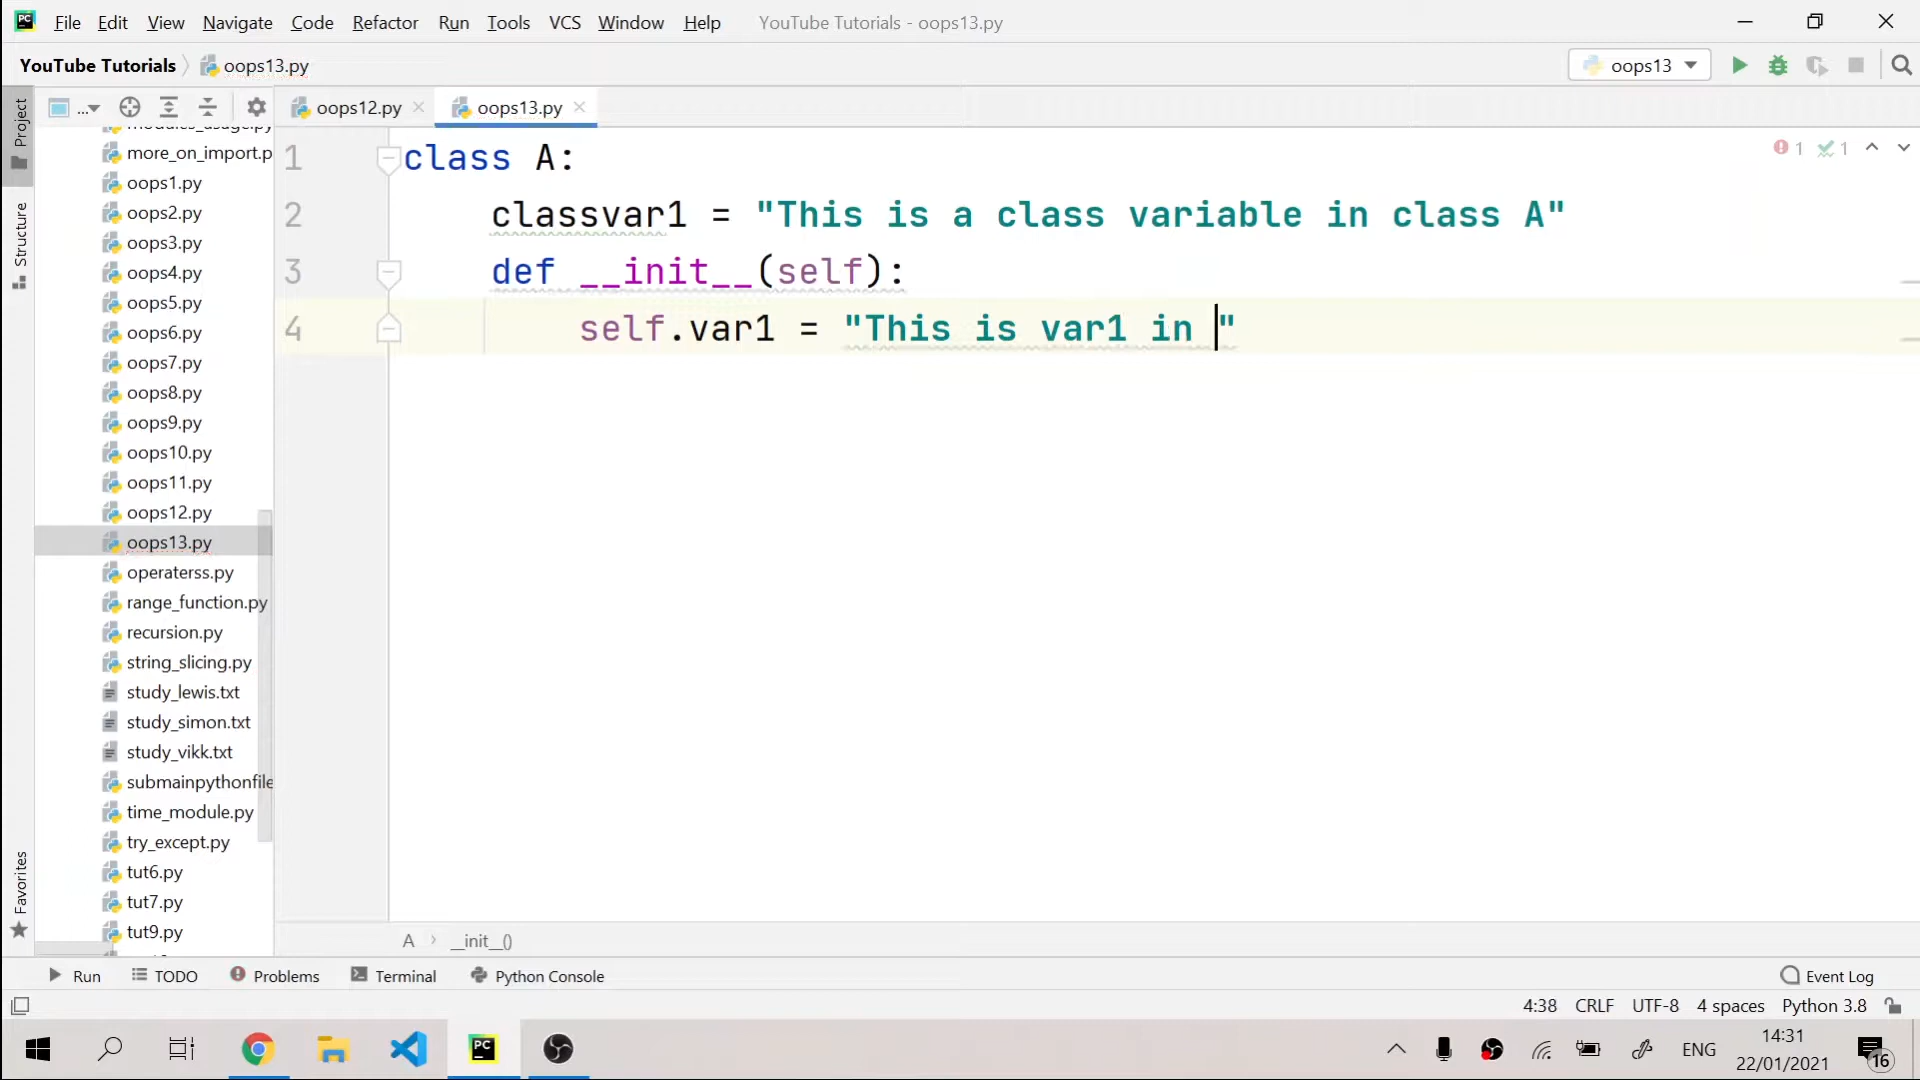 File Edit View Navigate Code Refactor Run Tools VCS Window Help YouTube Tutorials - oops13.py
YouTube Tutorials oops13.py oops13
... oops12.py oops13.py
Project
Structure
Favorites
modules_usage.py
more_on_import.p
oops1.py
oops2.py
oops3.py
oops4.py
oops5.py
oops6.py
oops7.py
oops8.py
oops9.py
oops10.py
oops11.py
oops12.py
oops13.py
operaterss.py
range_function.py
recursion.py
string_slicing.py
study_lewis.txt
study_simon.txt
study_vikk.txt
submainpythonfile
time_module.py
try_except.py
tut6.py
tut7.py
tut9.py
1 class A:
2 classvar1 = "This is a class variable in class A"
3 def __init__(self):
4 self.var1 = "This is var1 in "
1 1
A __init__()
Run TODO Problems Terminal Python Console Event Log
4:38 CRLF UTF-8 4 spaces Python 3.8
PC ENG 14:31
22/01/2021 16